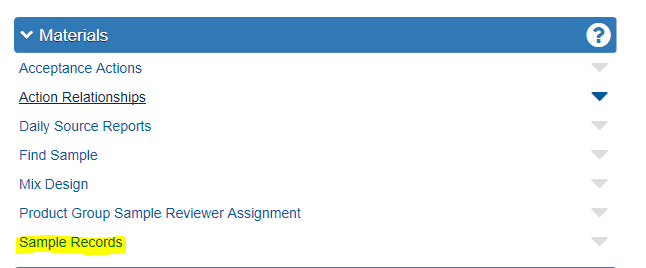 Materials ?
Acceptance Actions
Action Relationships
Daily Source Reports
Find Sample
Mix Design
Product Group Sample Reviewer Assignment
Sample Records